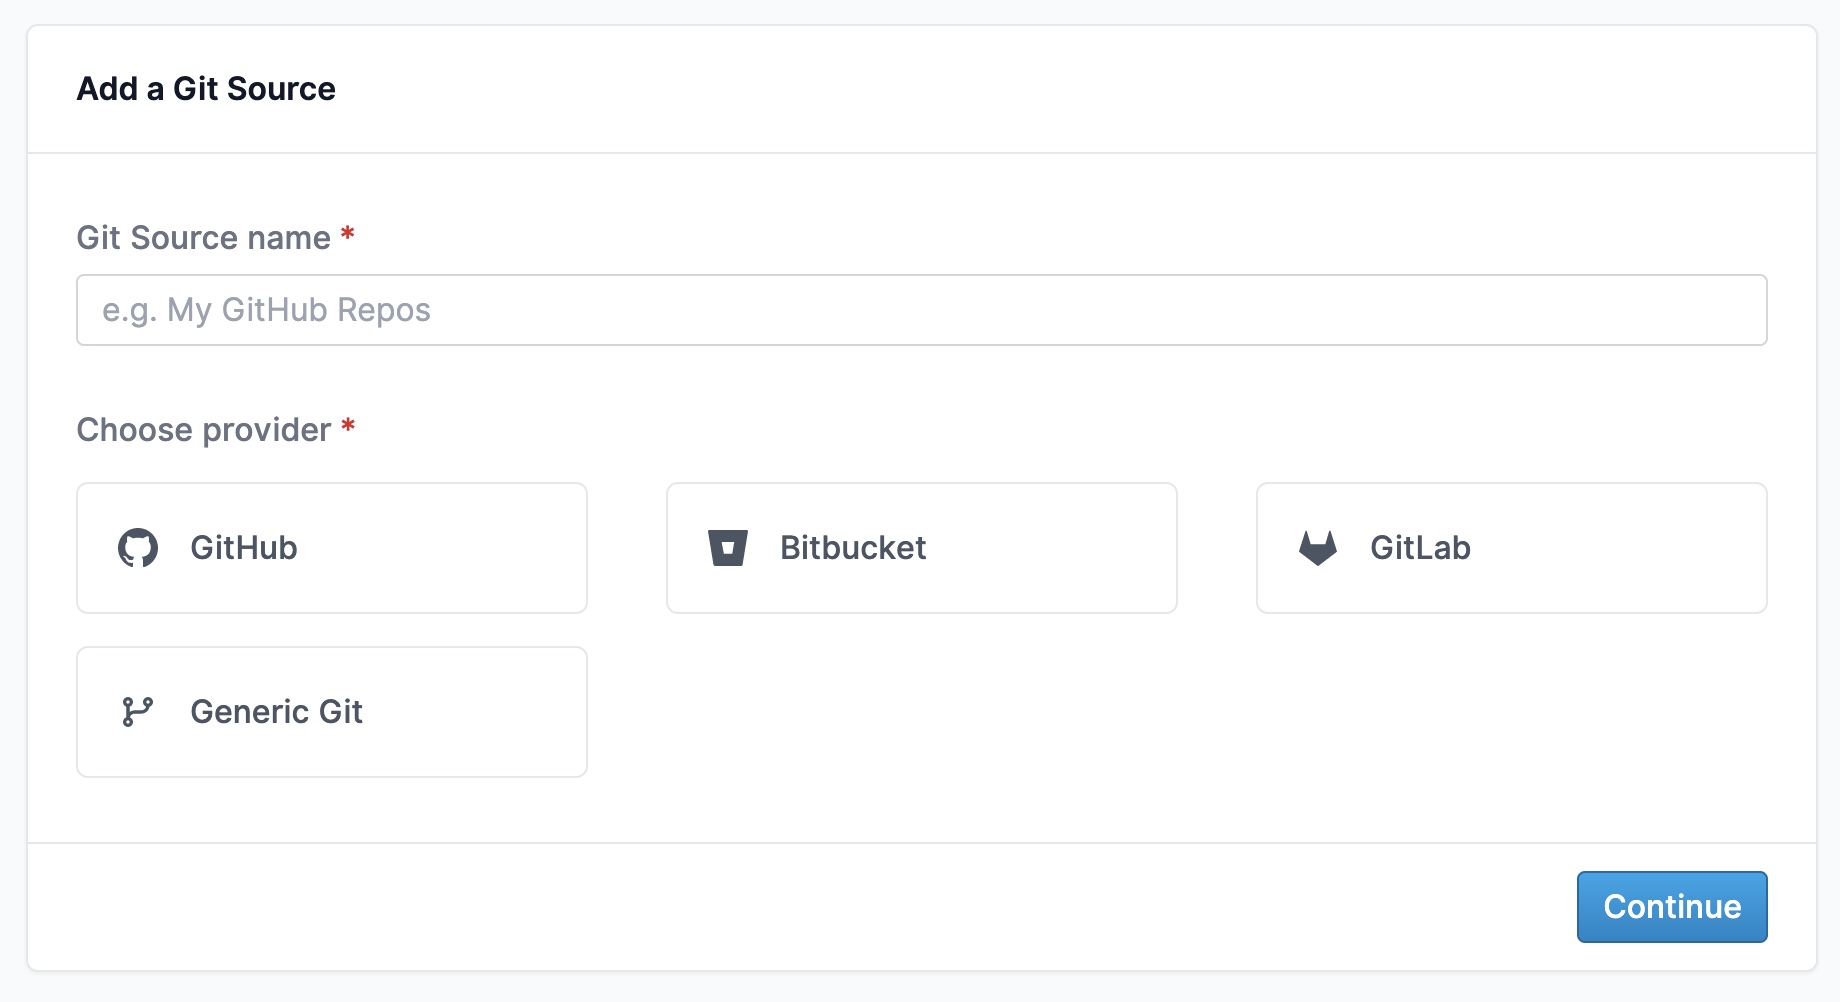 Add a Git Source
Git Source name *
e.g. My GitHub Repos
Choose provider *
GitHub
Bitbucket
GitLab
Generic Git
Continue